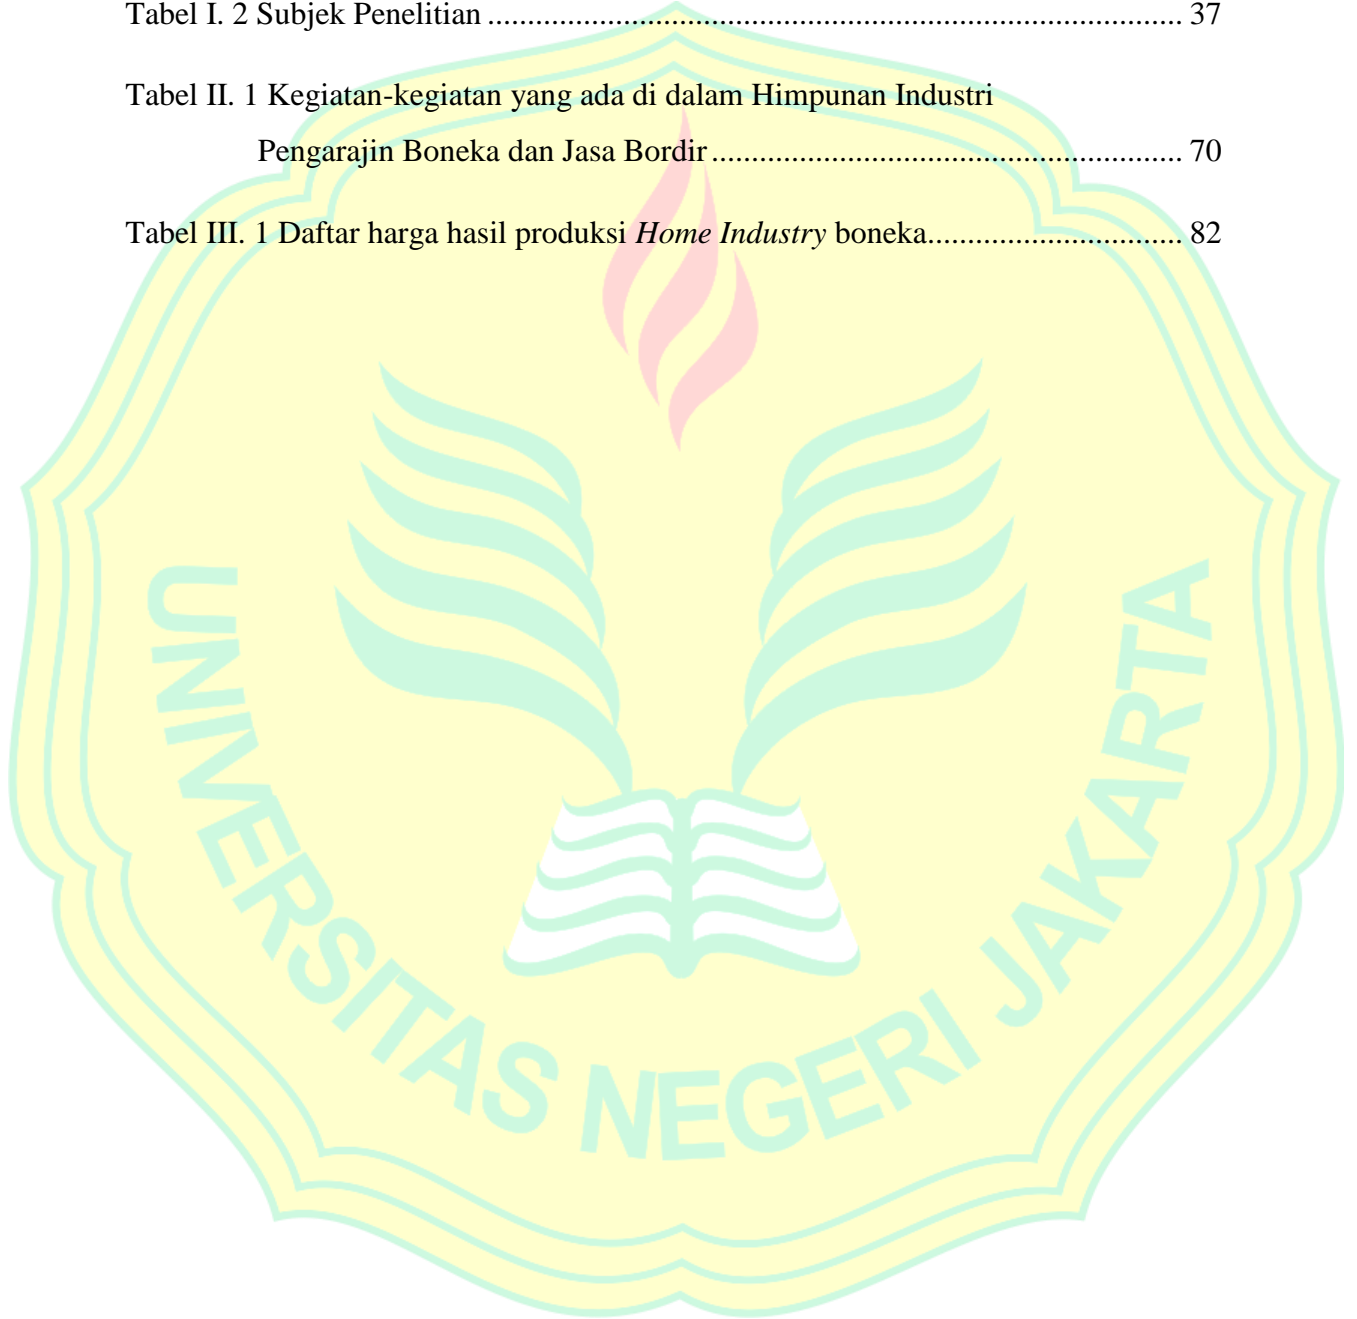 Tabel I. 2 Subjek Penelitian .......................................................................... 37
Tabel II. 1 Kegiatan-kegiatan yang ada di dalam Himpunan Industri
Pengarajin Boneka dan Jasa Bordir .................................................. 70
Tabel III. 1 Daftar harga hasil produksi Home Industry boneka........................... 82
UNIVERSITAS NEGERI JAKARTA